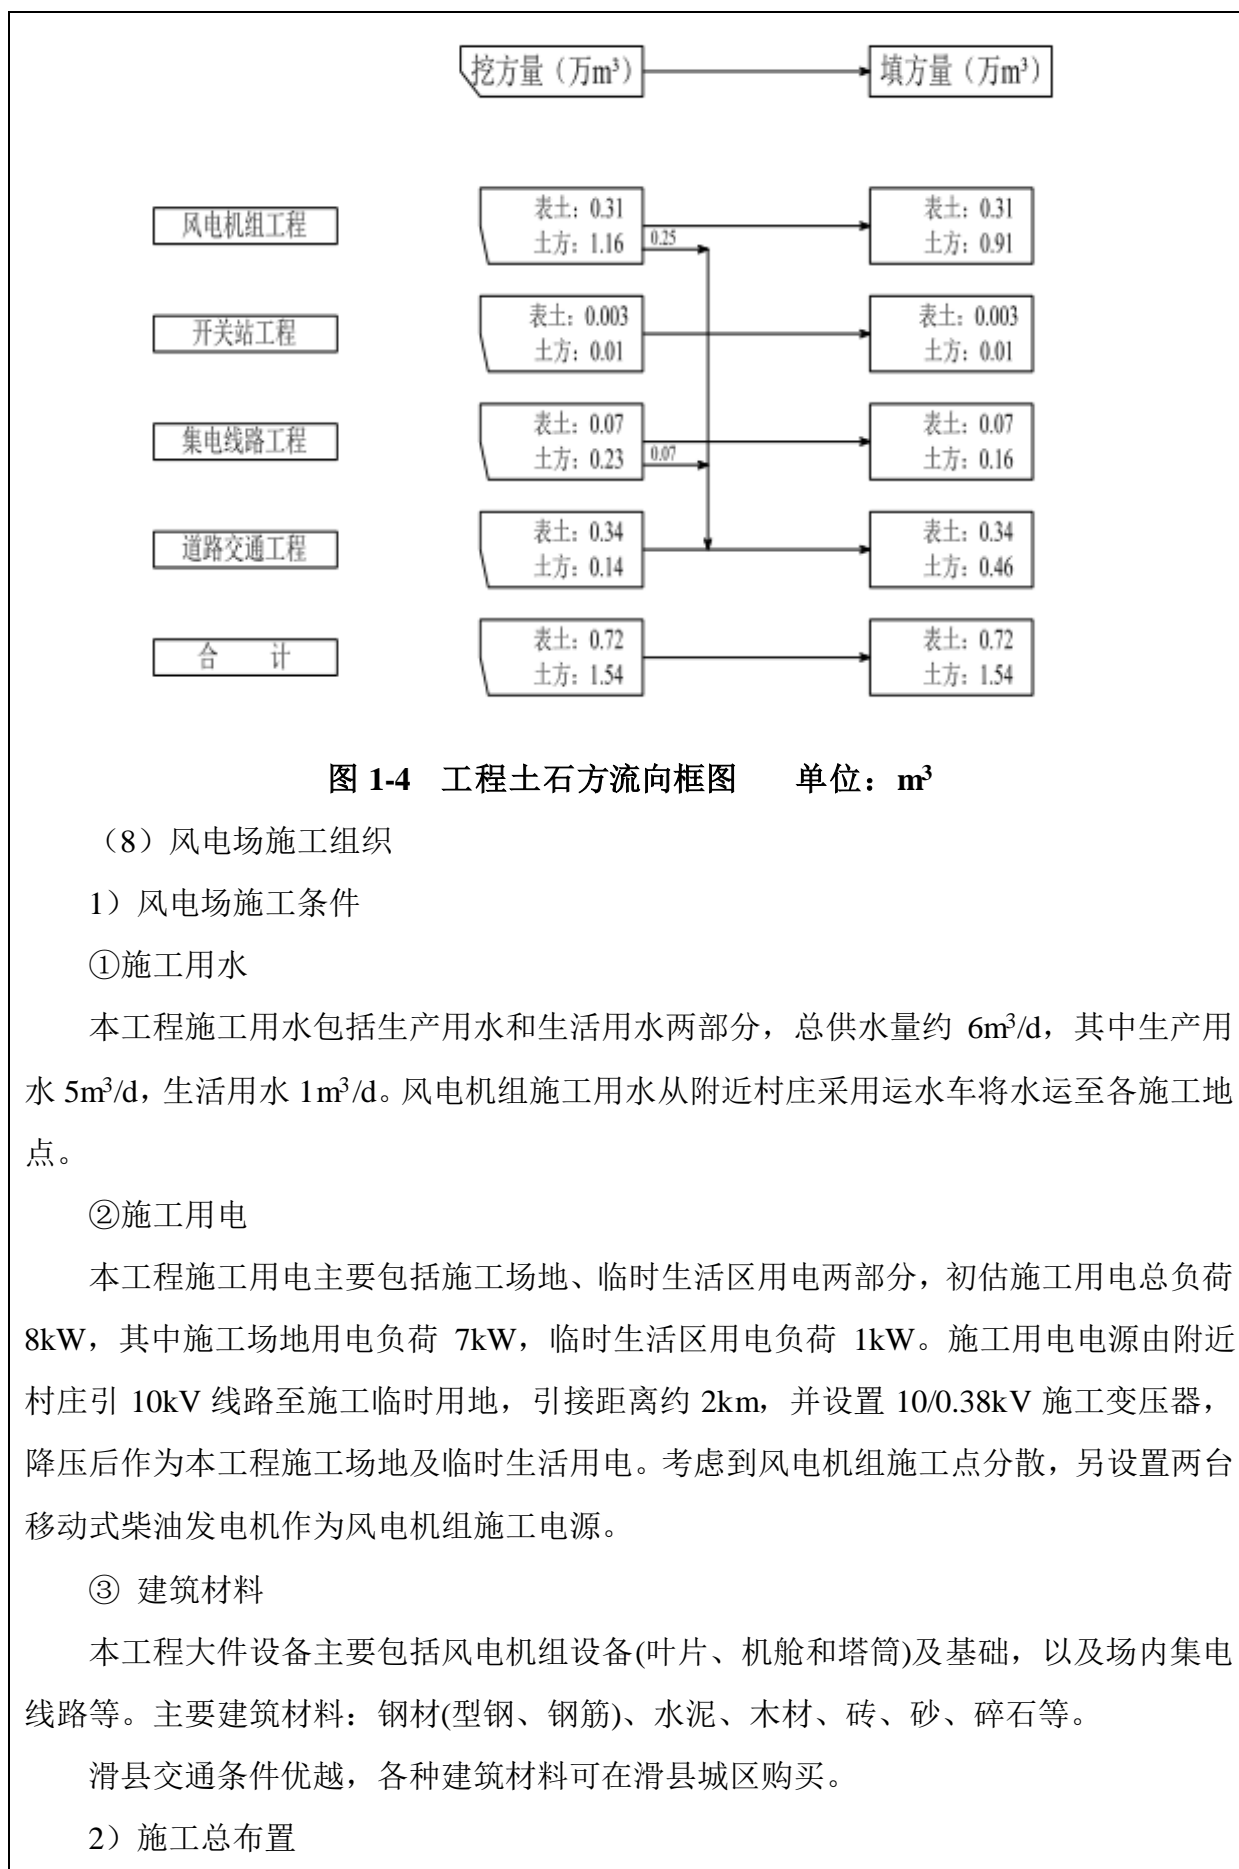 挖方量（万m³） 填方量（万m³）
风电机组工程 表土：0.31 表土：0.31
土方：1.16 0.25 土方：0.91
开关站工程 表土：0.003 表土：0.003
土方：0.01 土方：0.01
集电线路工程 表土：0.07 表土：0.07
土方：0.23 0.07 土方：0.16
道路交通工程 表土：0.34 表土：0.34
土方：0.14 土方：0.46
合 计 表土：0.72 表土：0.72
土方：1.54 土方：1.54
图 1-4 工程土石方流向框图 单位：m³
（8）风电场施工组织
1）风电场施工条件
①施工用水
本工程施工用水包括生产用水和生活用水两部分，总供水量约 6m³/d，其中生产用
水 5m³/d，生活用水 1m³/d。风电机组施工用水从附近村庄采用运水车将水运至各施工地
点。
②施工用电
本工程施工用电主要包括施工场地、临时生活区用电两部分，初估施工用电总负荷
8kW，其中施工场地用电负荷 7kW，临时生活区用电负荷 1kW。施工用电电源由附近
村庄引 10kV 线路至施工临时用地，引接距离约 2km，并设置 10/0.38kV 施工变压器，
降压后作为本工程施工场地及临时生活用电。考虑到风电机组施工点分散，另设置两台
移动式柴油发电机作为风电机组施工电源。
③ 建筑材料
本工程大件设备主要包括风电机组设备(叶片、机舱和塔筒)及基础，以及场内集电
线路等。主要建筑材料：钢材(型钢、钢筋)、水泥、木材、砖、砂、碎石等。
滑县交通条件优越，各种建筑材料可在滑县城区购买。
2）施工总布置